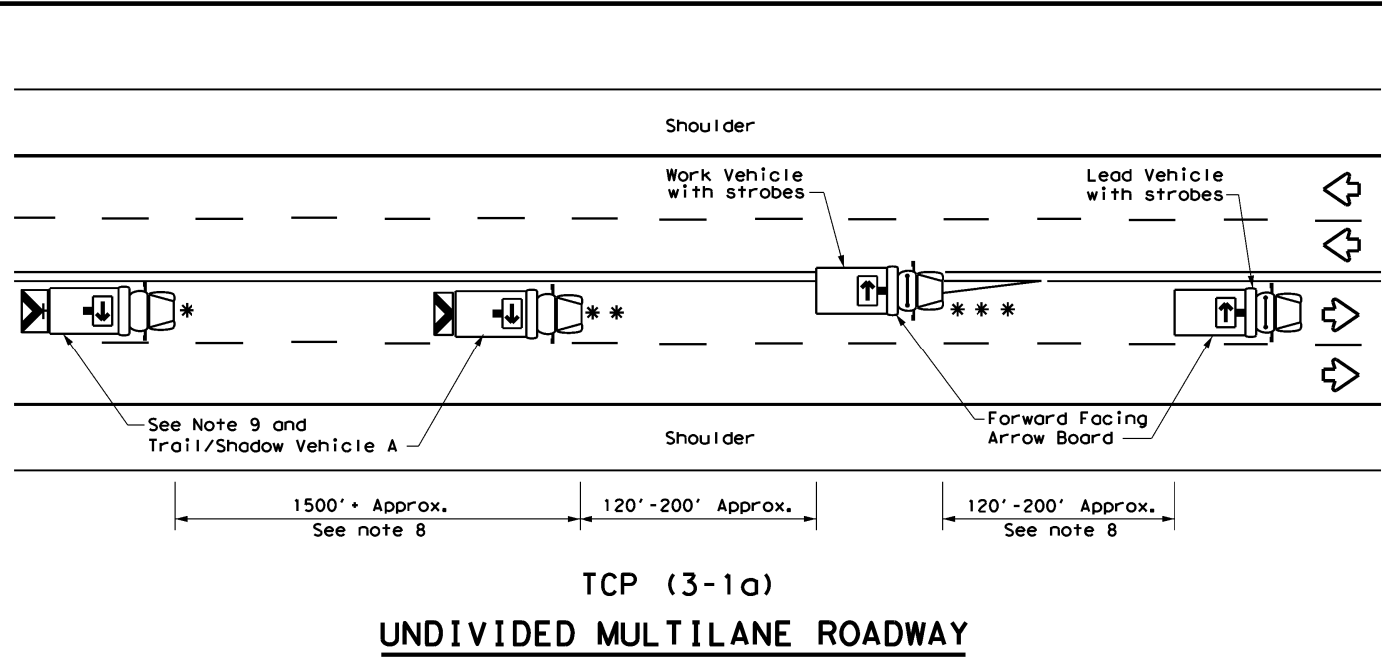 Shoulder
Work Vehicle
with strobes
Lead Vehicle
with strobes
*
* *
* * *
See Note 9 and
Trail/Shadow Vehicle A
Shoulder
Forward Facing
Arrow Board
1500'+ Approx.
See note 8
120'-200' Approx.
120'-200' Approx.
See note 8
TCP (3-1a)
UNDIVIDED MULTILANE ROADWAY